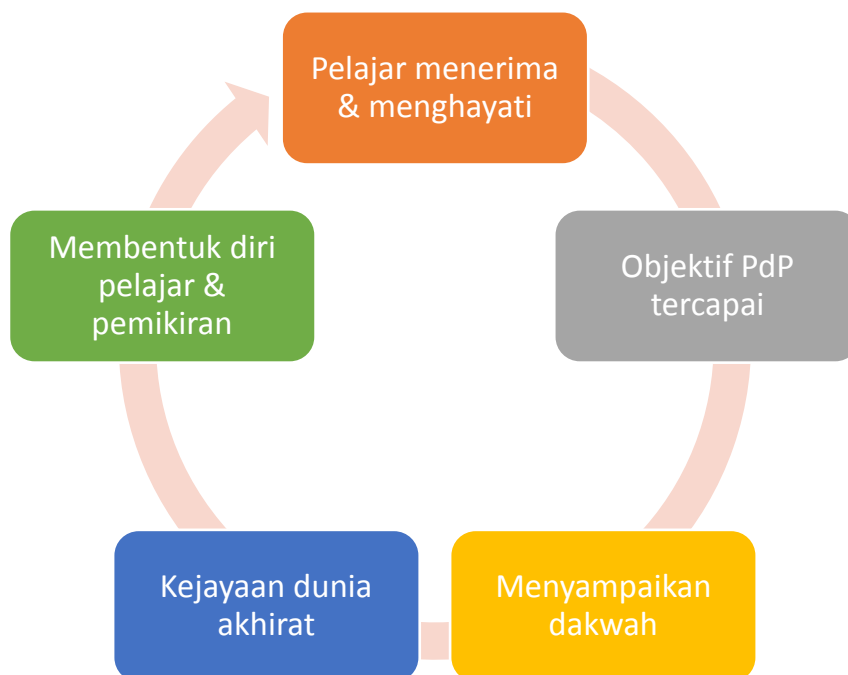 Pelajar menerima
& menghayati
Objektif PdP
tercapai
Menyampaikan
dakwah
Kejayaan dunia
akhirat
Membentuk diri
pelajar &
pemikiran